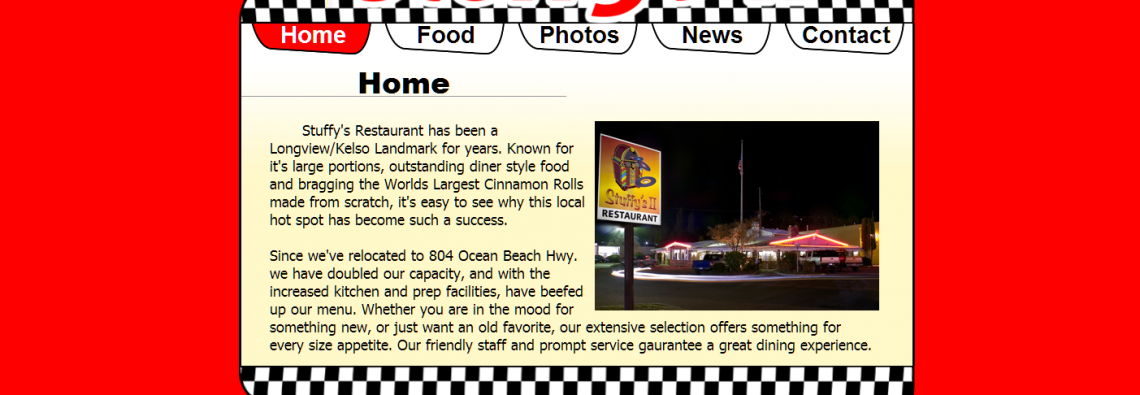 Home Food Photos News Contact
Home
Stuffy's Restaurant has been a
Longview/Kelso Landmark for years. Known for
it's large portions, outstanding diner style food
and bragging the Worlds Largest Cinnamon Rolls
made from scratch, it's easy to see why this local
hot spot has become such a success.
Stuffy's II
RESTAURANT
Since we've relocated to 804 Ocean Beach Hwy.
we have doubled our capacity, and with the
increased kitchen and prep facilities, have beefed
up our menu. Whether you are in the mood for
something new, or just want an old favorite, our extensive selection offers something for
every size appetite. Our friendly staff and prompt service gaurantee a great dining experience.